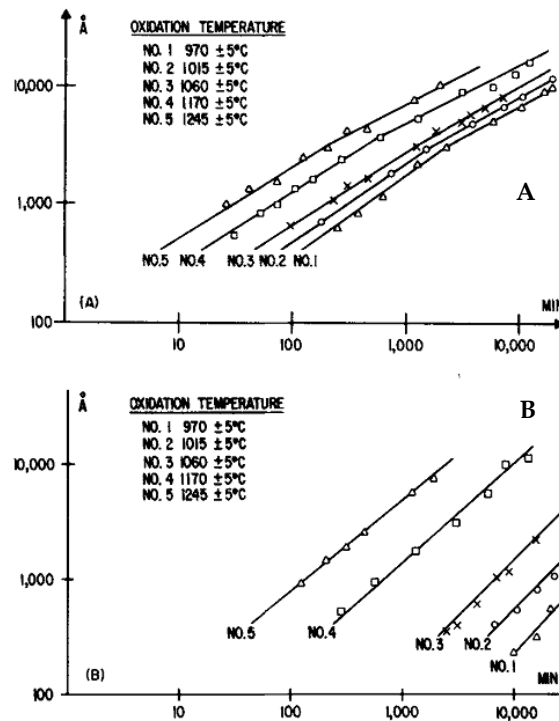 Å
OXIDATION TEMPERATURE
NO. 1 970 ±5°C
NO. 2 1015 ±5°C
NO. 3 1060 ±5°C
NO. 4 1170 ±5°C
NO. 5 1245 ±5°C
10,000
1,000
A
NO.5 NO.4 NO.3 NO.2 NO.1
(A)
MIN
100
10 100 1,000 10,000
Å
B
OXIDATION TEMPERATURE
NO. 1 970 ±5°C
NO. 2 1015 ±5°C
NO. 3 1060 ±5°C
NO. 4 1170 ±5°C
NO. 5 1245 ±5°C
10,000
1,000
NO.5 NO.4 NO.3 NO.2 NO.1
(B)
MIN
100
10 100 1,000 10,000